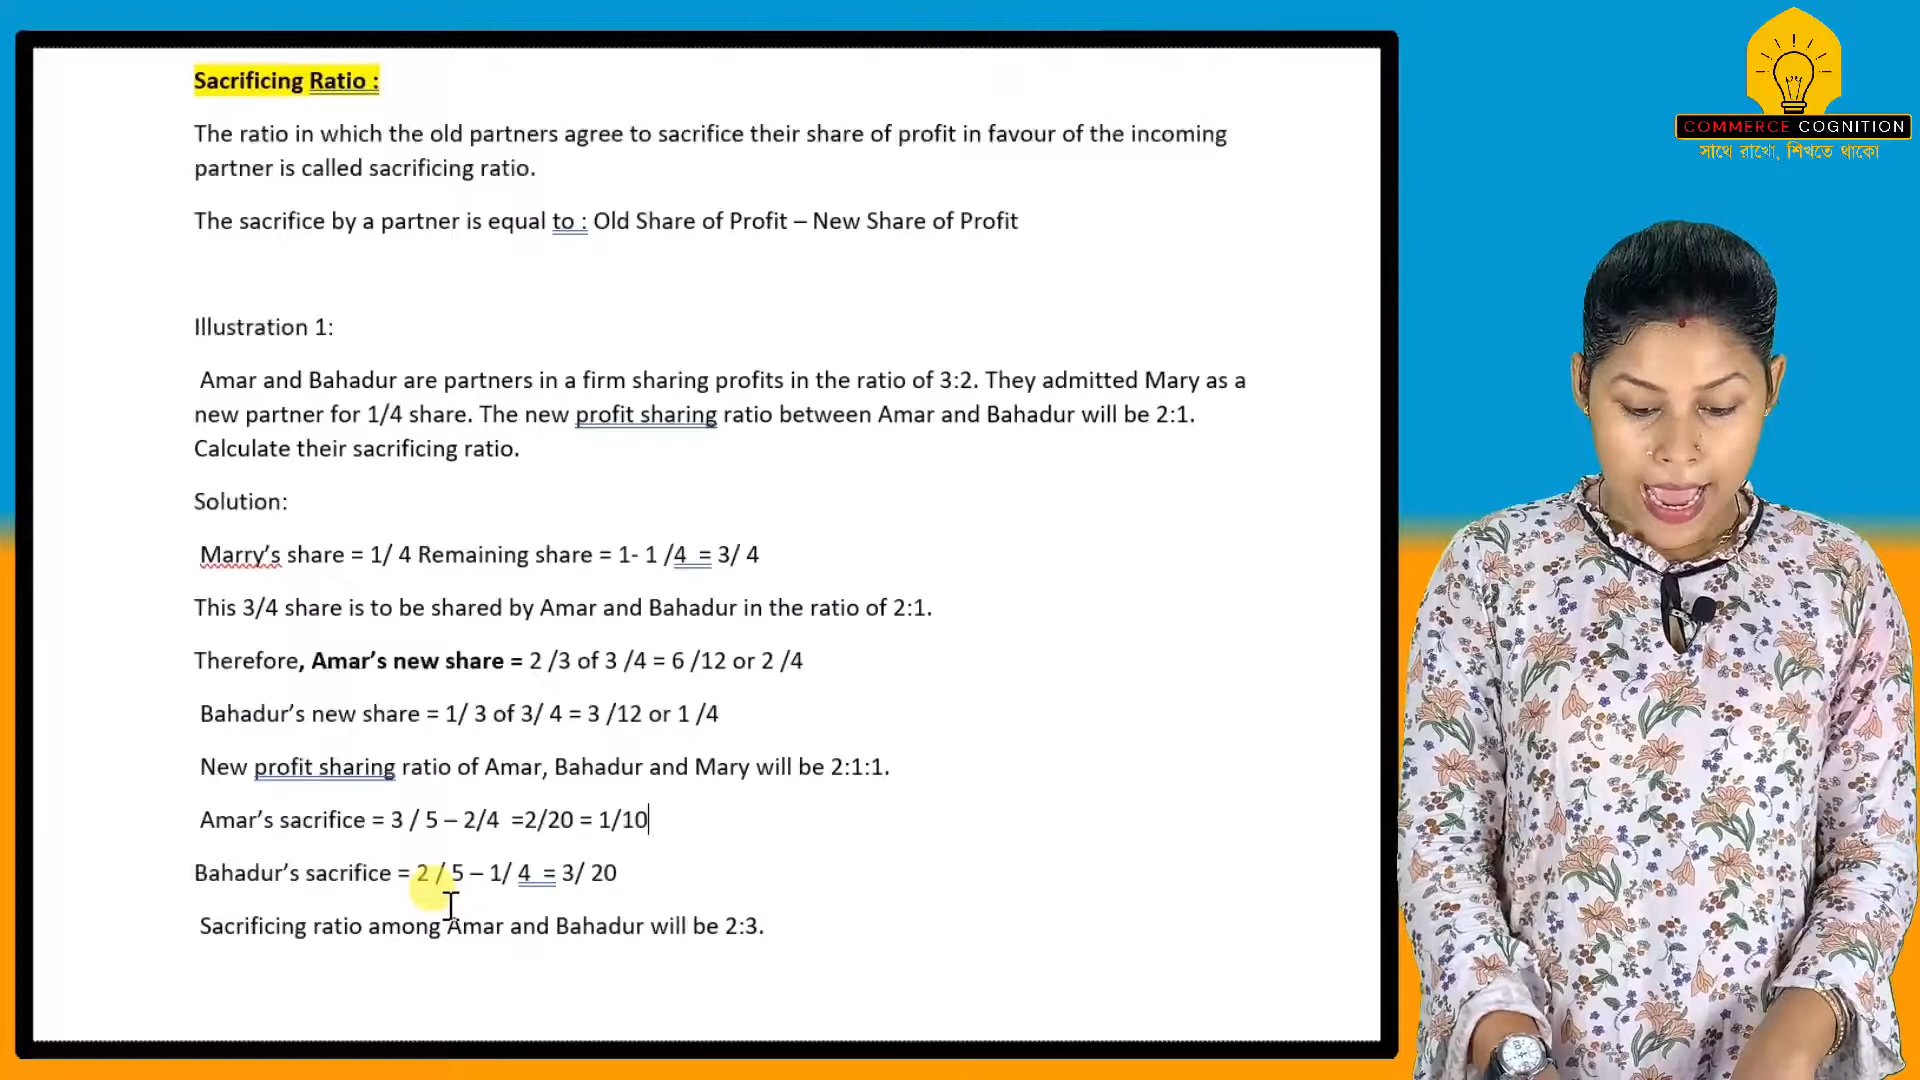 Sacrificing Ratio :
The ratio in which the old partners agree to sacrifice their share of profit in favour of the incoming
partner is called sacrificing ratio.
The sacrifice by a partner is equal to : Old Share of Profit – New Share of Profit
Illustration 1:
Amar and Bahadur are partners in a firm sharing profits in the ratio of 3:2. They admitted Mary as a
new partner for 1/4 share. The new profit sharing ratio between Amar and Bahadur will be 2:1.
Calculate their sacrificing ratio.
Solution:
Marry’s share = 1/ 4 Remaining share = 1- 1 /4 = 3/ 4
This 3/4 share is to be shared by Amar and Bahadur in the ratio of 2:1.
Therefore, Amar’s new share = 2 /3 of 3 /4 = 6 /12 or 2 /4
Bahadur’s new share = 1/ 3 of 3/ 4 = 3 /12 or 1 /4
New profit sharing ratio of Amar, Bahadur and Mary will be 2:1:1.
Amar’s sacrifice = 3 / 5 – 2/4 =2/20 = 1/10
Bahadur’s sacrifice = 2 / 5 – 1/ 4 = 3/ 20
Sacrificing ratio among Amar and Bahadur will be 2:3.
COMMERCE COGNITION
সাথে রাখো, শিখতে থাকো